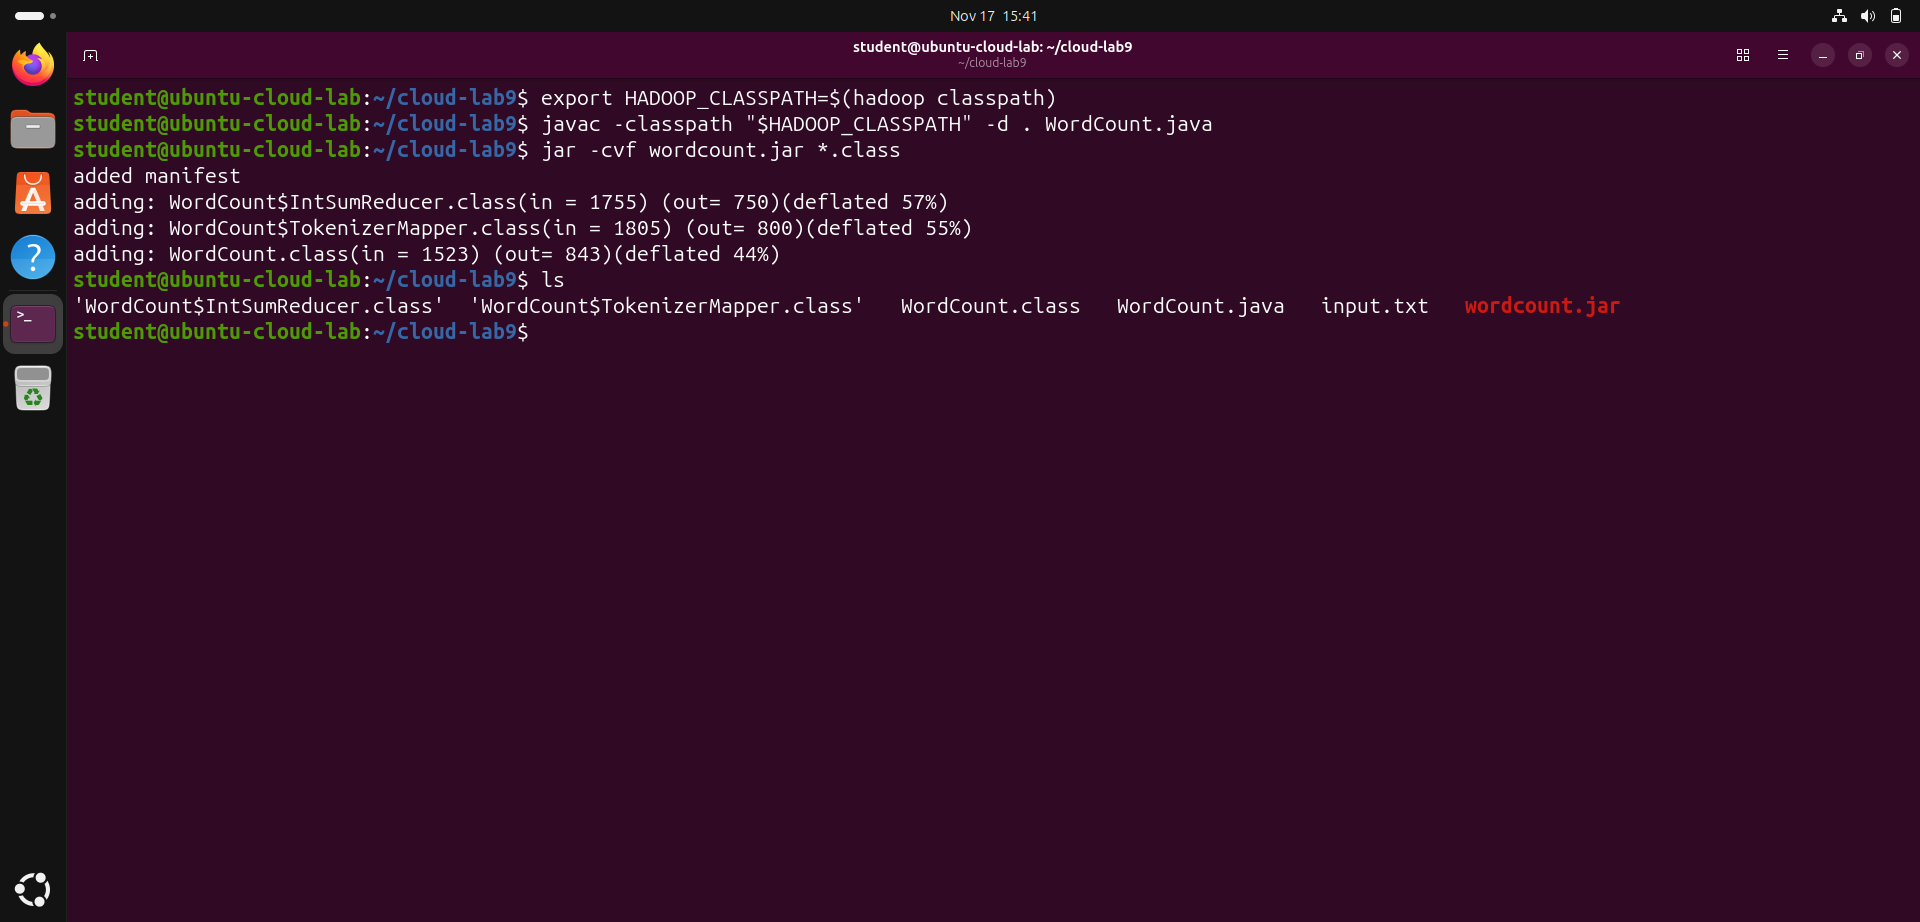 Nov 17 15:41
student@ubuntu-cloud-lab: ~/cloud-lab9
~/cloud-lab9
student@ubuntu-cloud-lab:~/cloud-lab9$ export HADOOP_CLASSPATH=$(hadoop classpath)
student@ubuntu-cloud-lab:~/cloud-lab9$ javac -classpath "$HADOOP_CLASSPATH" -d . WordCount.java
student@ubuntu-cloud-lab:~/cloud-lab9$ jar -cvf wordcount.jar *.class
added manifest
adding: WordCount$IntSumReducer.class(in = 1755) (out= 750)(deflated 57%)
adding: WordCount$TokenizerMapper.class(in = 1805) (out= 800)(deflated 55%)
adding: WordCount.class(in = 1523) (out= 843)(deflated 44%)
student@ubuntu-cloud-lab:~/cloud-lab9$ ls
'WordCount$IntSumReducer.class'  'WordCount$TokenizerMapper.class'   WordCount.class   WordCount.java   input.txt   wordcount.jar
student@ubuntu-cloud-lab:~/cloud-lab9$